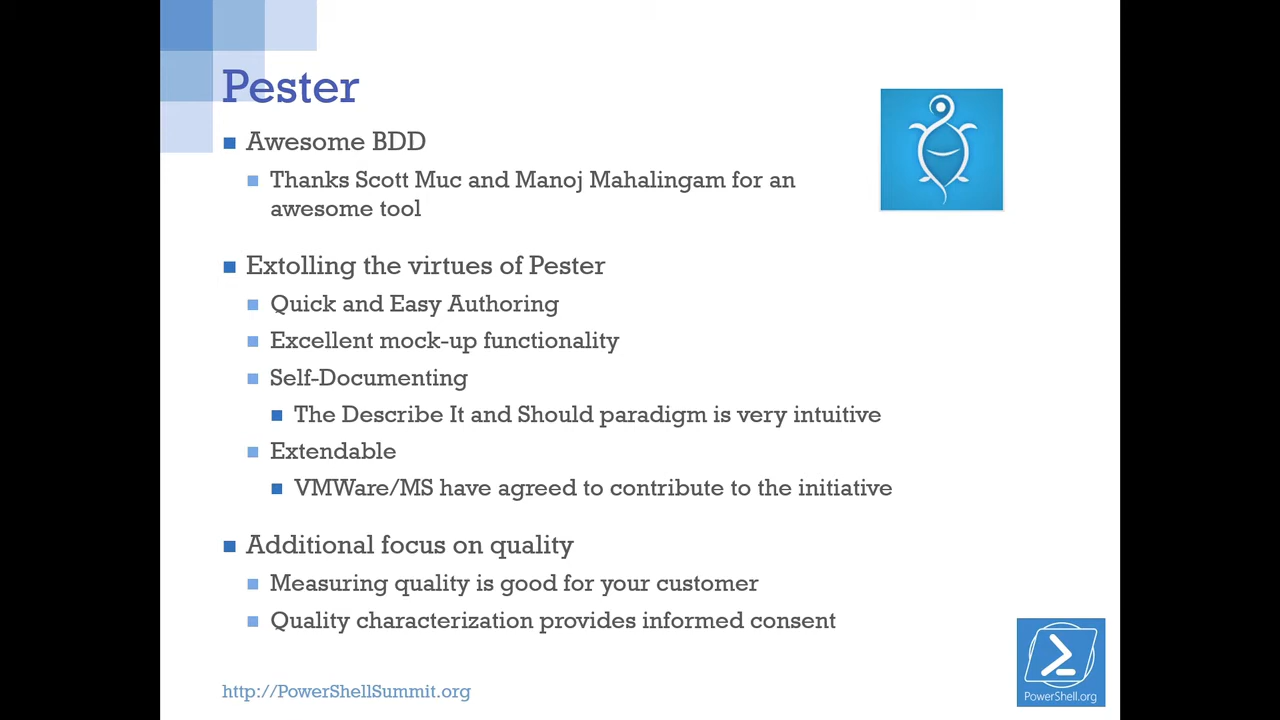 Pester
Awesome BDD
Thanks Scott Muc and Manoj Mahalingam for an
awesome tool
Extolling the virtues of Pester
Quick and Easy Authoring
Excellent mock-up functionality
Self-Documenting
The Describe It and Should paradigm is very intuitive
Extendable
VMWare/MS have agreed to contribute to the initiative
Additional focus on quality
Measuring quality is good for your customer
Quality characterization provides informed consent
http://PowerShellSummit.org
PowerShell.org